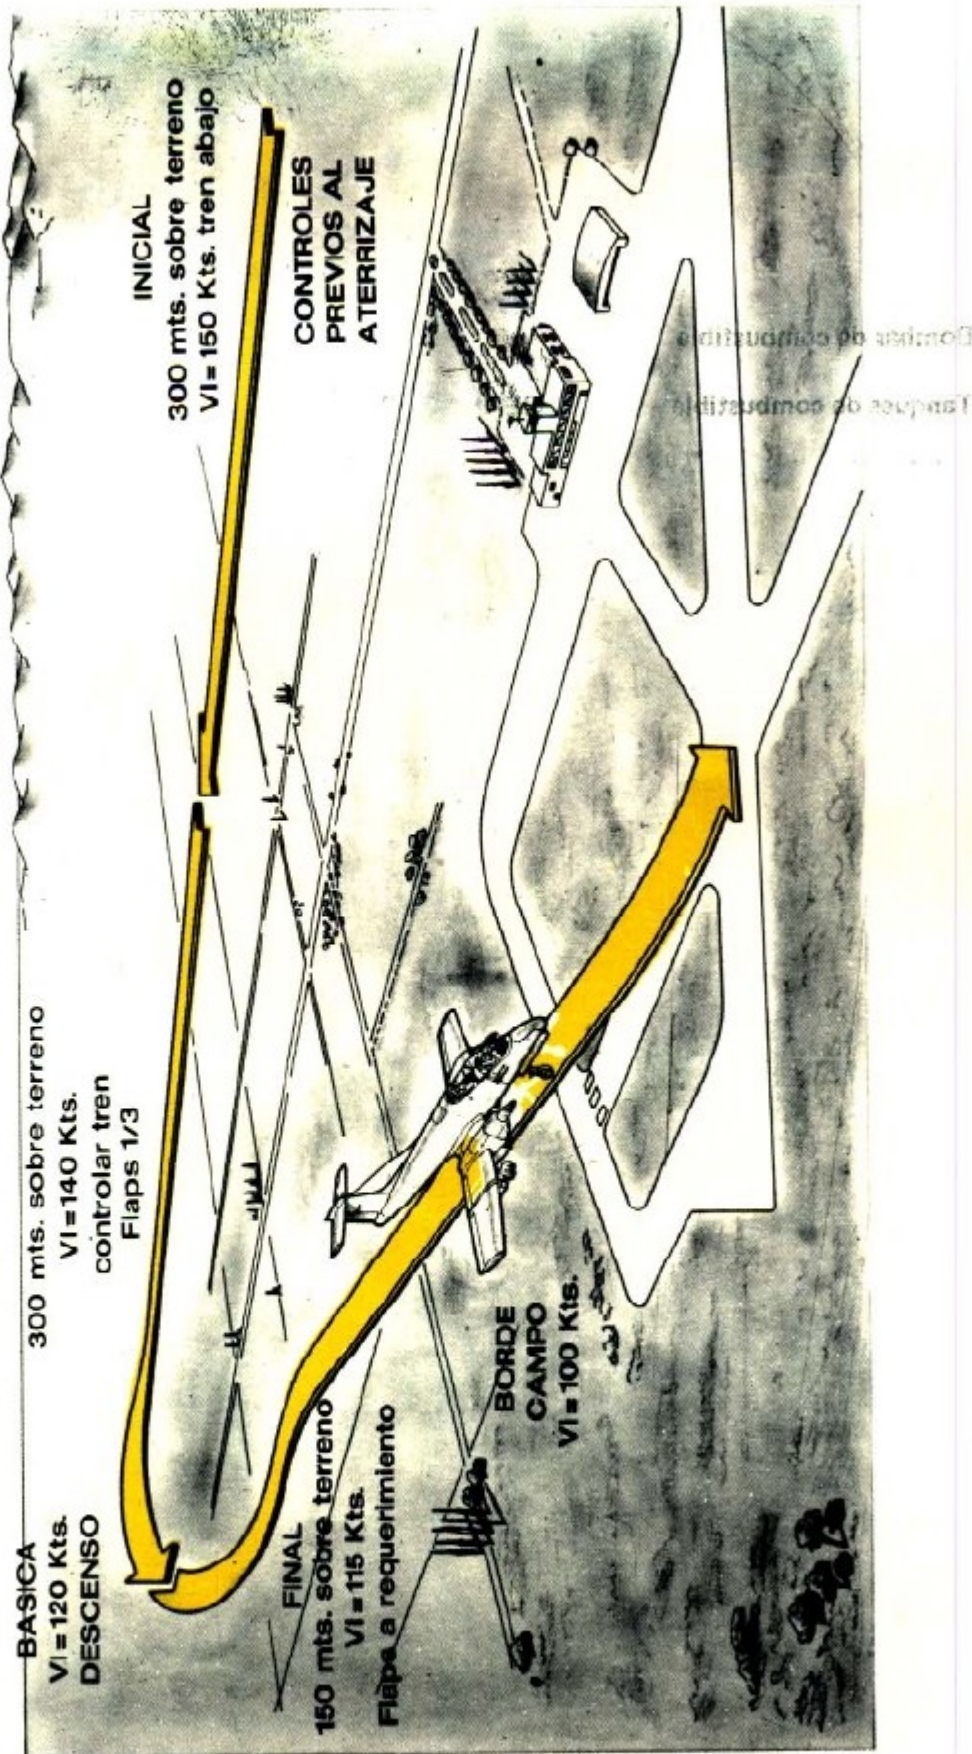 INICIAL
300 mts. sobre terreno
VI = 150 Kts. tren abajo
CONTROLES
PREVIOS AL
ATERRIZAJE
300 mts. sobre terreno
VI = 140 Kts.
controlar tren
Flaps 1/3
BASICA
VI = 120 Kts.
DESCENSO
FINAL
150 mts. sobre terreno
VI = 115 Kts.
Flaps a requerimiento
BORDE
CAMPO
VI = 100 Kts.
Bombas de combustible
Tanques de combustible